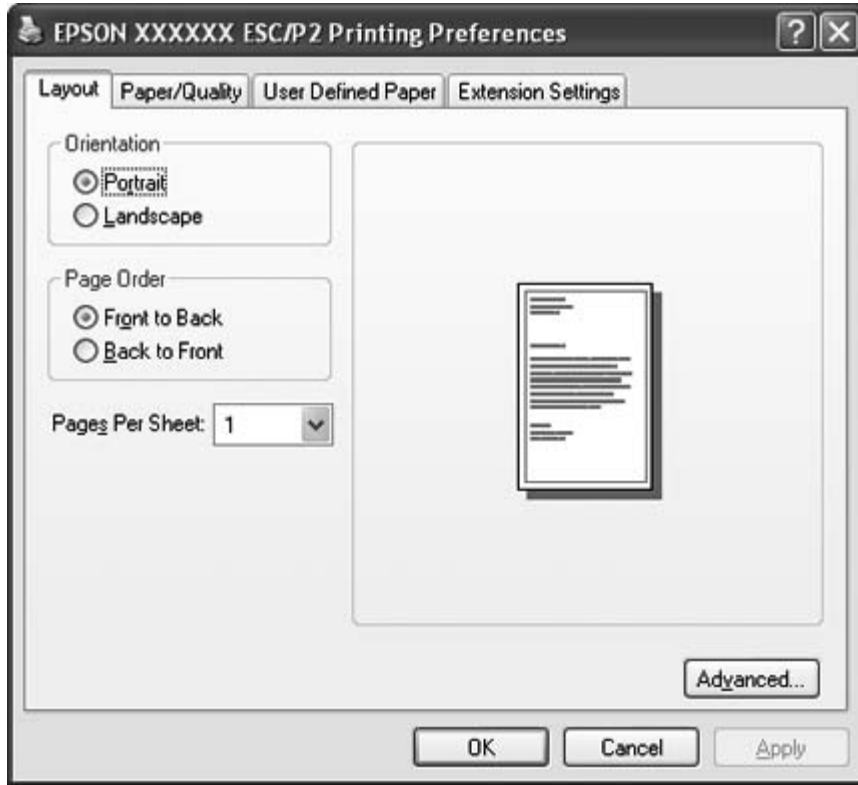 EPSON XXXXXX ESC/P2 Printing Preferences
Layout Paper/Quality User Defined Paper Extension Settings
Orientation
Portrait
Landscape
Page Order
Front to Back
Back to Front
Pages Per Sheet: 1
Advanced...
OK Cancel Apply